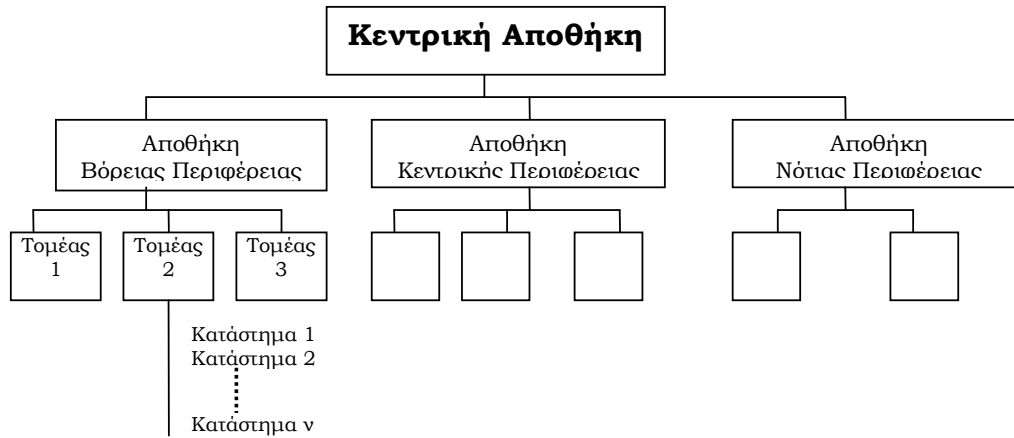 Κεντρική Αποθήκη
Αποθήκη
Βόρειας Περιφέρειας
Αποθήκη
Κεντρικής Περιφέρειας
Αποθήκη
Νότιας Περιφέρειας
Τομέας
1
Τομέας
2
Τομέας
3
Κατάστημα 1
Κατάστημα 2
Κατάστημα ν